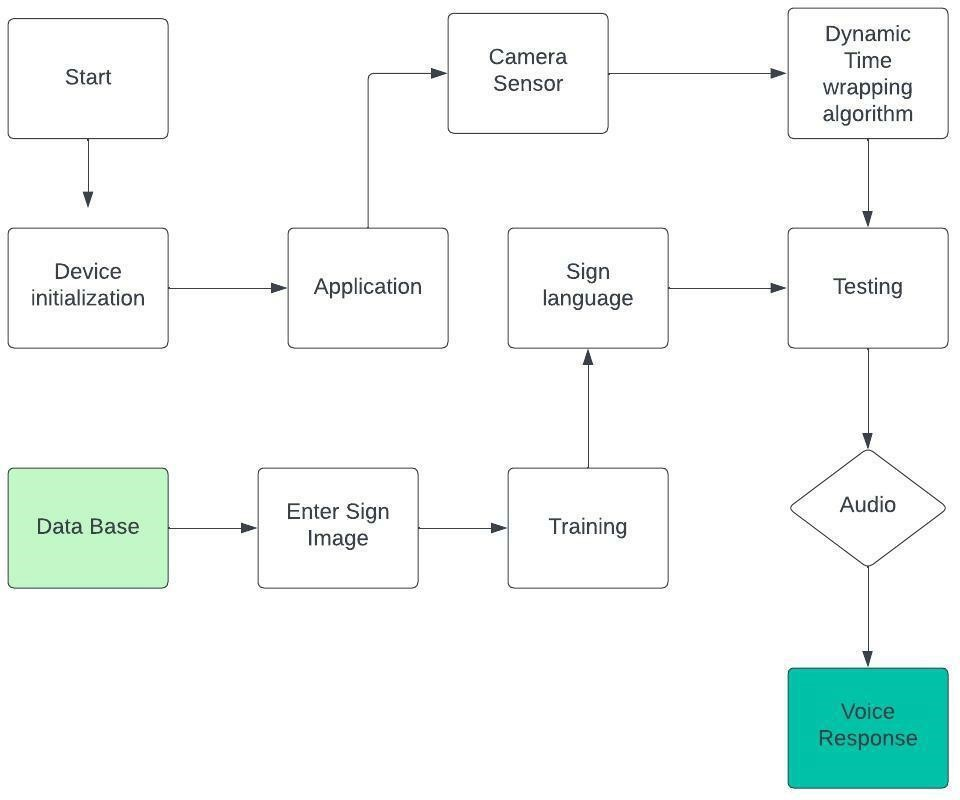 Start
Camera
Sensor
Dynamic
Time
wrapping
algorithm
Device
initialization
Application
Sign
language
Testing
Data Base
Enter Sign
Image
Training
Audio
Voice
Response